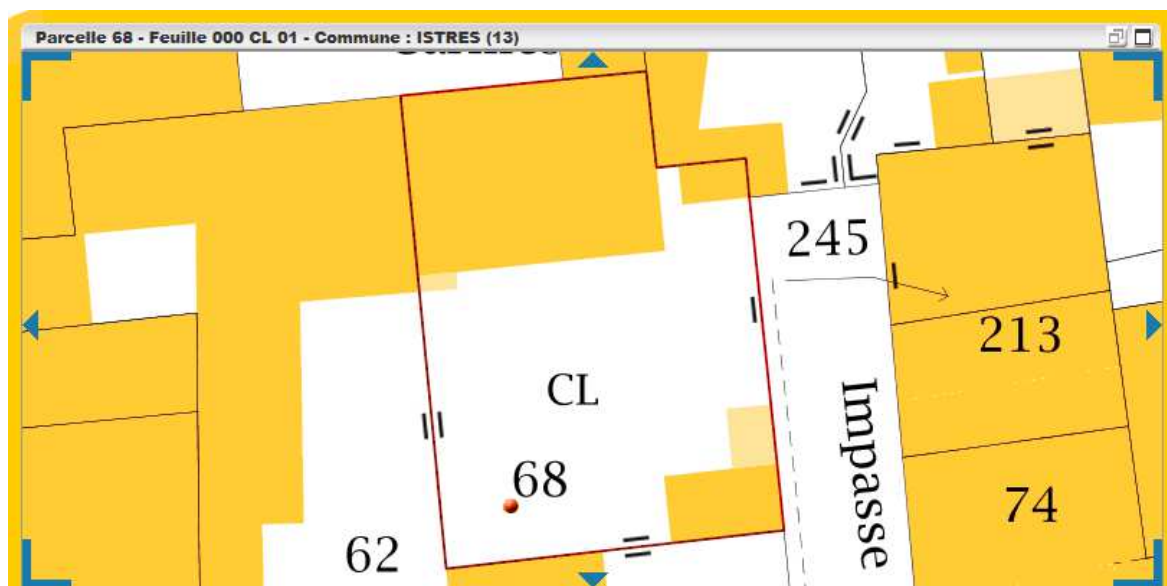 Parcelle 68 - Feuille 000 CL 01 - Commune : ISTRES (13)
245
213
CL
Impasse
68
74
62